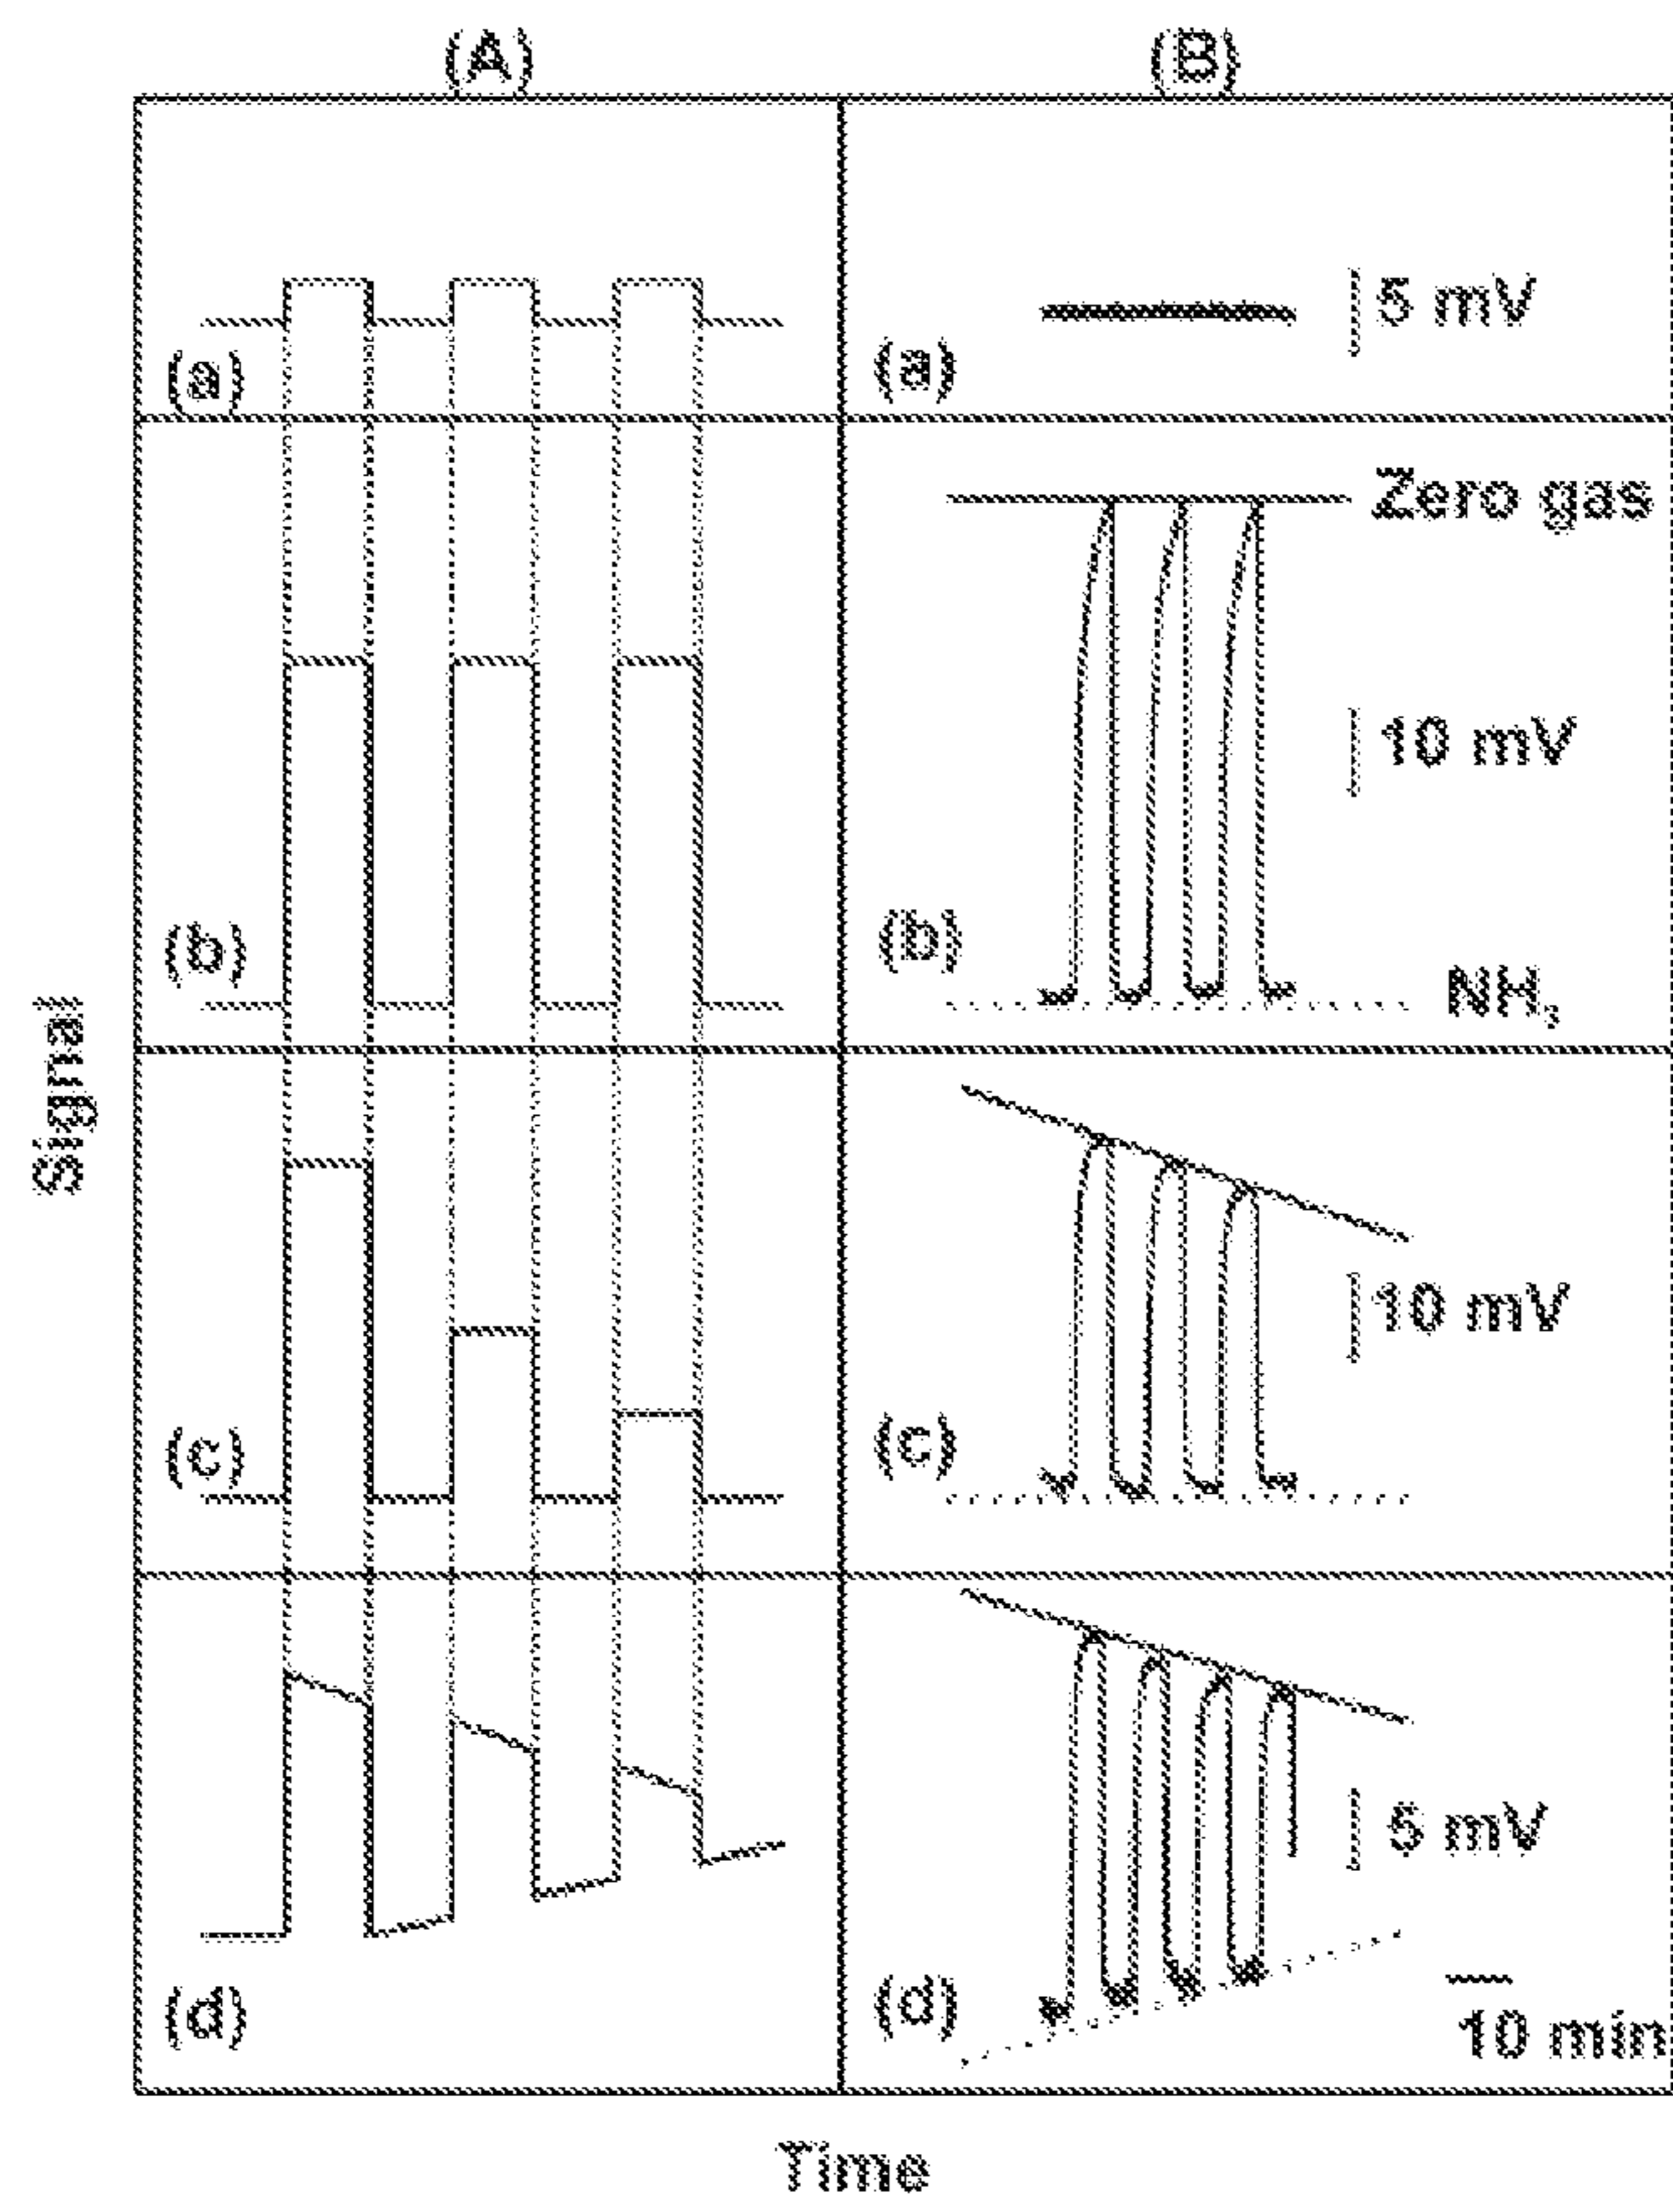 (A) (B)
(a) (a) 5 mV
Zero gas
10 mV
(b) (b)
NH₃
Signal
10 mV
(c) (c)
5 mV
(d) (d)
10 min
Time